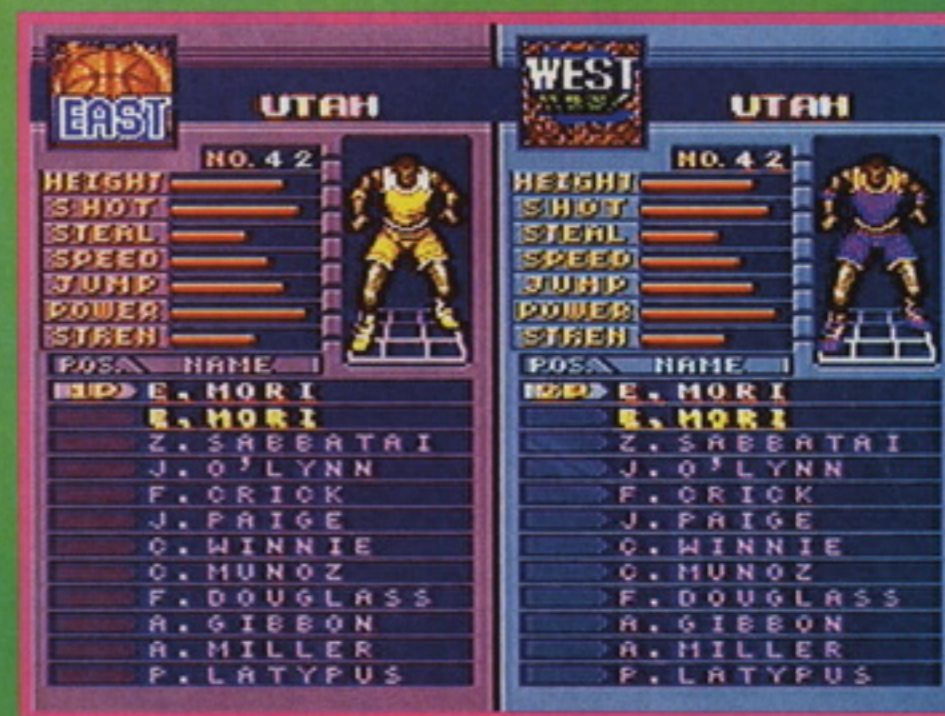 EAST
UTAH
NO.42
HEIGHT
SHOT
STEAL
SPEED
JUMP
POWER
STREN
POS. NAME
1P E. MORI
E. MORI
Z. SABBATAI
J. O'LYNN
F. CRICK
J. PAIGE
C. WINNIE
C. MUNOZ
F. DOUGLASS
A. GIBBON
A. MILLER
P. LATYPUS
WEST
UTAH
NO.42
HEIGHT
SHOT
STEAL
SPEED
JUMP
POWER
STREN
POS. NAME
E. MORI
E. MORI
Z. SABBATAI
J. O'LYNN
F. CRICK
J. PAIGE
C. WINNIE
C. MUNOZ
F. DOUGLASS
A. GIBBON
A. MILLER
P. LATYPUS